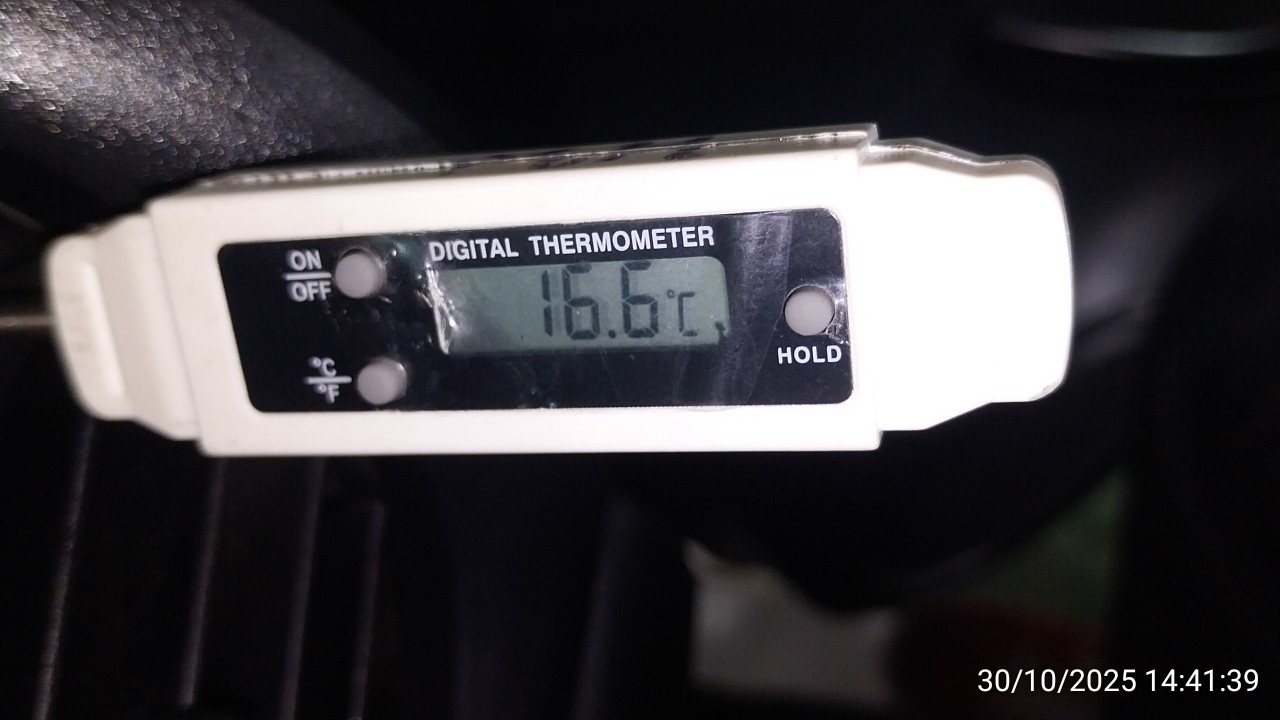 DIGITAL THERMOMETER
ON
OFF
16.6°C
°C
°F
HOLD
30/10/2025 14:41:39